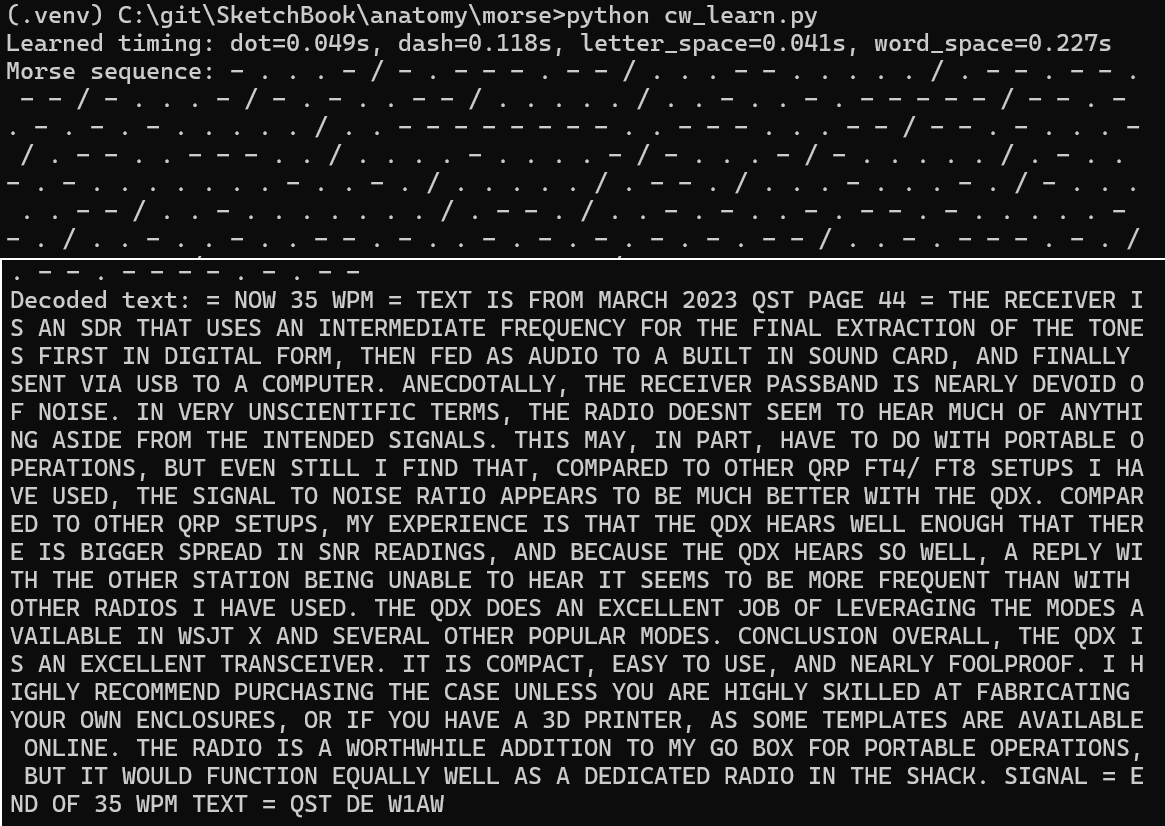 (.venv) C:\git\SketchBook\anatomy\morse>python cw_learn.py
Learned timing: dot=0.049s, dash=0.118s, letter_space=0.041s, word_space=0.227s
Morse sequence: - . . . - / - . - - - . - - / . . . - - . . . . . / . - - . - - .
- - / - . . . - / - . - . . - - / . . . . . / . . - . . - . - - - - - / - - . -
. - . - . - . . . . . / . . - - - - - - - - - . . - - - . . . - - / - - . - . . . -
/ . - - . . - - - . . / . . . . - . . . . - / - . . . - / - . . . . . / . - . .
- . - . . . . . . . . - . . - . / . . . . . / . - - . / . . . - . . . - . / - . . .
. . - - / . . - . . . . . . . . / . - - . / . . - . - . . - . - - . . . . . . -
- . / . . - . . - . . - - . - . . - . - . - . - . - - / . . - . - - - . - . /
. - - . - - - - . - . - -
Decoded text: = NOW 35 WPM = TEXT IS FROM MARCH 2023 QST PAGE 44 = THE RECEIVER I
S AN SDR THAT USES AN INTERMEDIATE FREQUENCY FOR THE FINAL EXTRACTION OF THE TONE
S FIRST IN DIGITAL FORM, THEN FED AS AUDIO TO A BUILT IN SOUND CARD, AND FINALLY
SENT VIA USB TO A COMPUTER. ANECDOTALLY, THE RECEIVER PASSBAND IS NEARLY DEVOID O
F NOISE. IN VERY UNSCIENTIFIC TERMS, THE RADIO DOESNT SEEM TO HEAR MUCH OF ANYTHI
NG ASIDE FROM THE INTENDED SIGNALS. THIS MAY, IN PART, HAVE TO DO WITH PORTABLE O
PERATIONS, BUT EVEN STILL I FIND THAT, COMPARED TO OTHER QRP FT4/ FT8 SETUPS I HA
VE USED, THE SIGNAL TO NOISE RATIO APPEARS TO BE MUCH BETTER WITH THE QDX. COMPAR
ED TO OTHER QRP SETUPS, MY EXPERIENCE IS THAT THE QDX HEARS WELL ENOUGH THAT THER
E IS BIGGER SPREAD IN SNR READINGS, AND BECAUSE THE QDX HEARS SO WELL, A REPLY WI
TH THE OTHER STATION BEING UNABLE TO HEAR IT SEEMS TO BE MORE FREQUENT THAN WITH
OTHER RADIOS I HAVE USED. THE QDX DOES AN EXCELLENT JOB OF LEVERAGING THE MODES A
VAILABLE IN WSJT X AND SEVERAL OTHER POPULAR MODES. CONCLUSION OVERALL, THE QDX I
S AN EXCELLENT TRANSCEIVER. IT IS COMPACT, EASY TO USE, AND NEARLY FOOLPROOF. I H
IGHLY RECOMMEND PURCHASING THE CASE UNLESS YOU ARE HIGHLY SKILLED AT FABRICATING
YOUR OWN ENCLOSURES, OR IF YOU HAVE A 3D PRINTER, AS SOME TEMPLATES ARE AVAILABLE
ONLINE. THE RADIO IS A WORTHWHILE ADDITION TO MY GO BOX FOR PORTABLE OPERATIONS,
BUT IT WOULD FUNCTION EQUALLY WELL AS A DEDICATED RADIO IN THE SHACK. SIGNAL = E
ND OF 35 WPM TEXT = QST DE W1AW